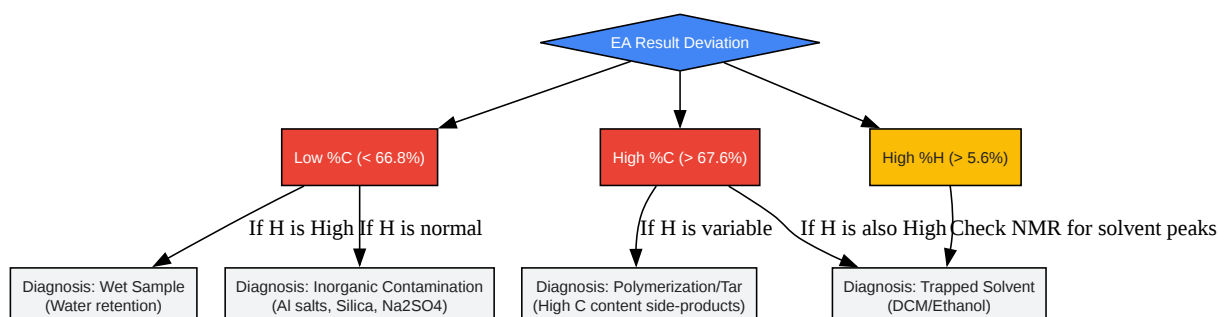 EA Result Deviation
Low %C (< 66.8%)
High %C (> 67.6%)
High %H (> 5.6%)
If H is High
If H is normal
If H is variable
If H is also High
Check NMR for solvent peaks
Diagnosis: Wet Sample
(Water retention)
Diagnosis: Inorganic Contamination
(Al salts, Silica, Na2SO4)
Diagnosis: Polymerization/Tar
(High C content side-products)
Diagnosis: Trapped Solvent
(DCM/Ethanol)